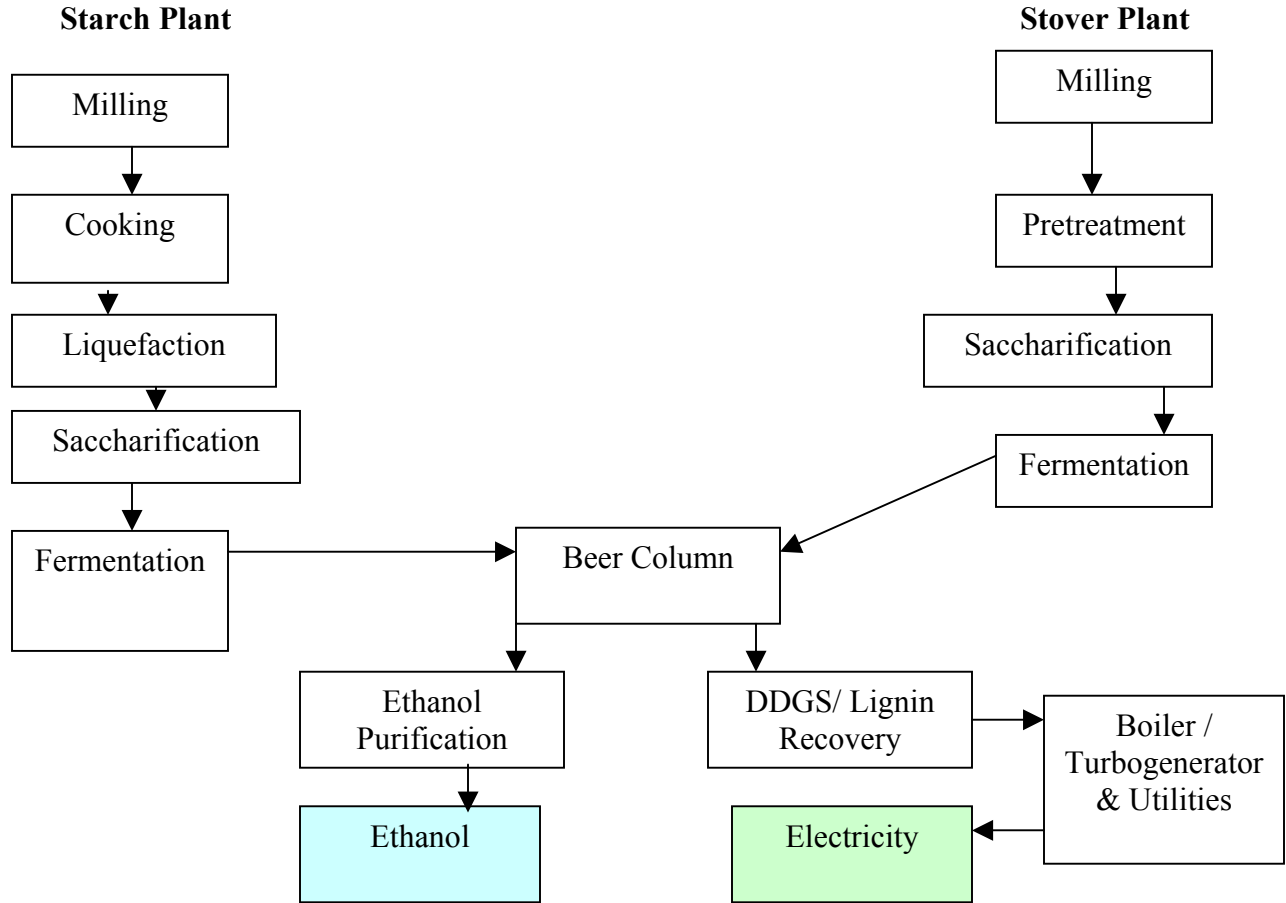 Starch Plant
Stover Plant
Milling
Milling
Cooking
Pretreatment
Liquefaction
Saccharification
Saccharification
Fermentation
Fermentation
Beer Column
Ethanol
Purification
DDGS/ Lignin
Recovery
Boiler /
Turbogenerator
& Utilities
Ethanol
Electricity